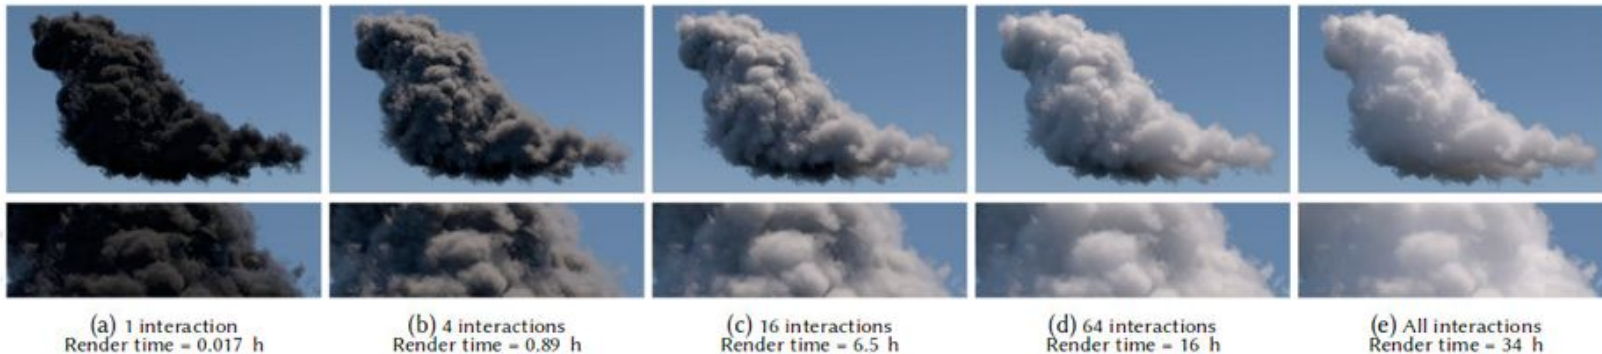 (a) 1 interaction
Render time = 0.017 h
(b) 4 interactions
Render time = 0.89 h
(c) 16 interactions
Render time = 6.5 h
(d) 64 interactions
Render time = 16 h
(e) All interactions
Render time = 34 h